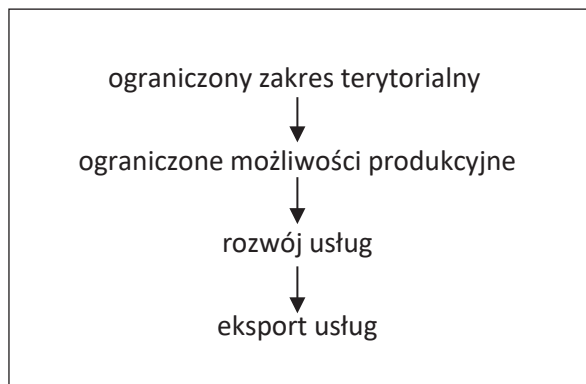 ograniczony zakres terytorialny
ograniczone możliwości produkcyjne
rozwój usług
eksport usług